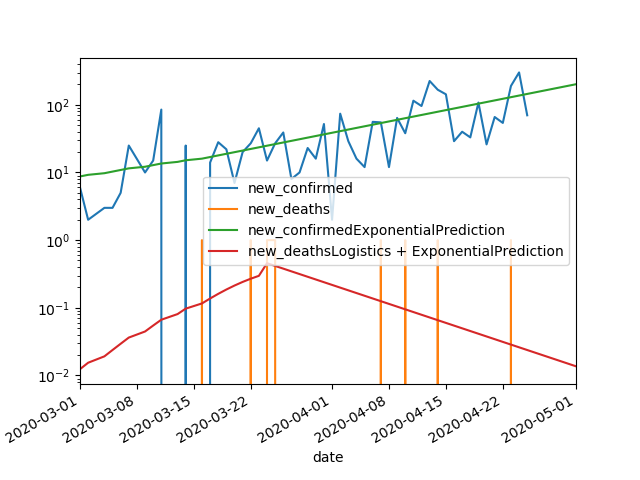 10²
10¹
10⁰
10⁻¹
10⁻²
new_confirmed
new_deaths
new_confirmedExponentialPrediction
new_deathsLogistics + ExponentialPrediction
2020-03-01
2020-03-08
2020-03-15
2020-03-22
2020-04-01
2020-04-08
2020-04-15
2020-04-22
2020-05-01
date